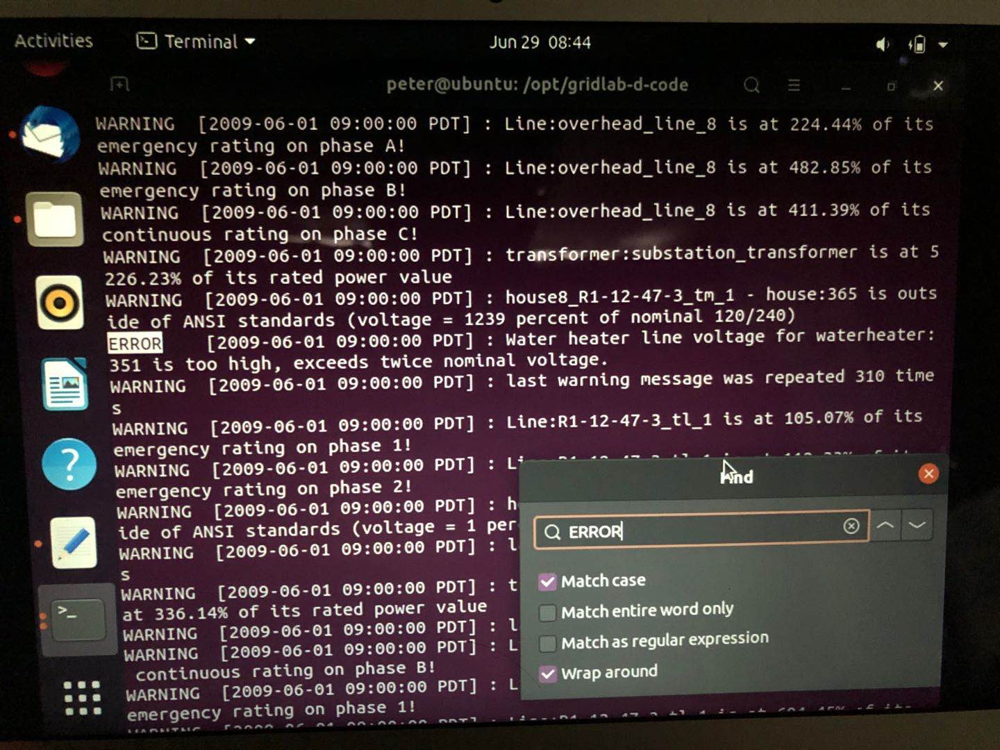 Activities
Terminal
Jun 29 08:44
peter@ubuntu: /opt/gridlab-d-code
WARNING [2009-06-01 09:00:00 PDT] : Line:overhead_line_8 is at 224.44% of its
emergency rating on phase A!
WARNING [2009-06-01 09:00:00 PDT] : Line:overhead_line_8 is at 482.85% of its
emergency rating on phase B!
WARNING [2009-06-01 09:00:00 PDT] : Line:overhead_line_8 is at 411.39% of its
continuous rating on phase C!
WARNING [2009-06-01 09:00:00 PDT] : transformer:substation_transformer is at 5
226.23% of its rated power value
WARNING [2009-06-01 09:00:00 PDT] : house8_R1-12-47-3_tm_1 - house:365 is outs
ide of ANSI standards (voltage = 1239 percent of nominal 120/240)
ERROR [2009-06-01 09:00:00 PDT] : Water heater line voltage for waterheater:
351 is too high, exceeds twice nominal voltage.
WARNING [2009-06-01 09:00:00 PDT] : last warning message was repeated 310 time
s
WARNING [2009-06-01 09:00:00 PDT] : Line:R1-12-47-3_tl_1 is at 105.07% of its
emergency rating on phase 1!
WARNING [2009-06-01 09:00:00 PDT] :
emergency rating on phase 2!
WARNING [2009-06-01 09:00:00 PDT] : h
ide of ANSI standards (voltage = 1 per
WARNING [2009-06-01 09:00:00 PDT] : l
s
WARNING [2009-06-01 09:00:00 PDT] : t
at 336.14% of its rated power value
WARNING [2009-06-01 09:00:00 PDT] : l
WARNING [2009-06-01 09:00:00 PDT] : L
continuous rating on phase B!
WARNING [2009-06-01 09:00:00 PDT] : L
emergency rating on phase 1!
Find
ERROR
Match case
Match entire word only
Match as regular expression
Wrap around